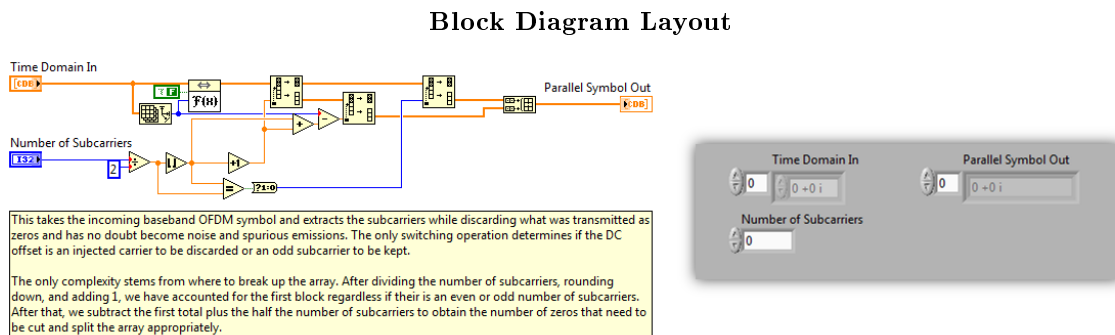 Block Diagram Layout
Time Domain In
[CDB]
F
F(x)
Parallel Symbol Out
[CDB]
Number of Subcarriers
I32
2
+1
=
?1:0
+
-
This takes the incoming baseband OFDM symbol and extracts the subcarriers while discarding what was transmitted as
zeros and has no doubt become noise and spurious emissions. The only switching operation determines if the DC
offset is an injected carrier to be discarded or an odd subcarrier to be kept.
The only complexity stems from where to break up the array. After dividing the number of subcarriers, rounding
down, and adding 1, we have accounted for the first block regardless if their is an even or odd number of subcarriers.
After that, we subtract the first total plus the half the number of subcarriers to obtain the number of zeros that need to
be cut and split the array appropriately.
Time Domain In
0
0 +0 i
Parallel Symbol Out
0
0 +0 i
Number of Subcarriers
0